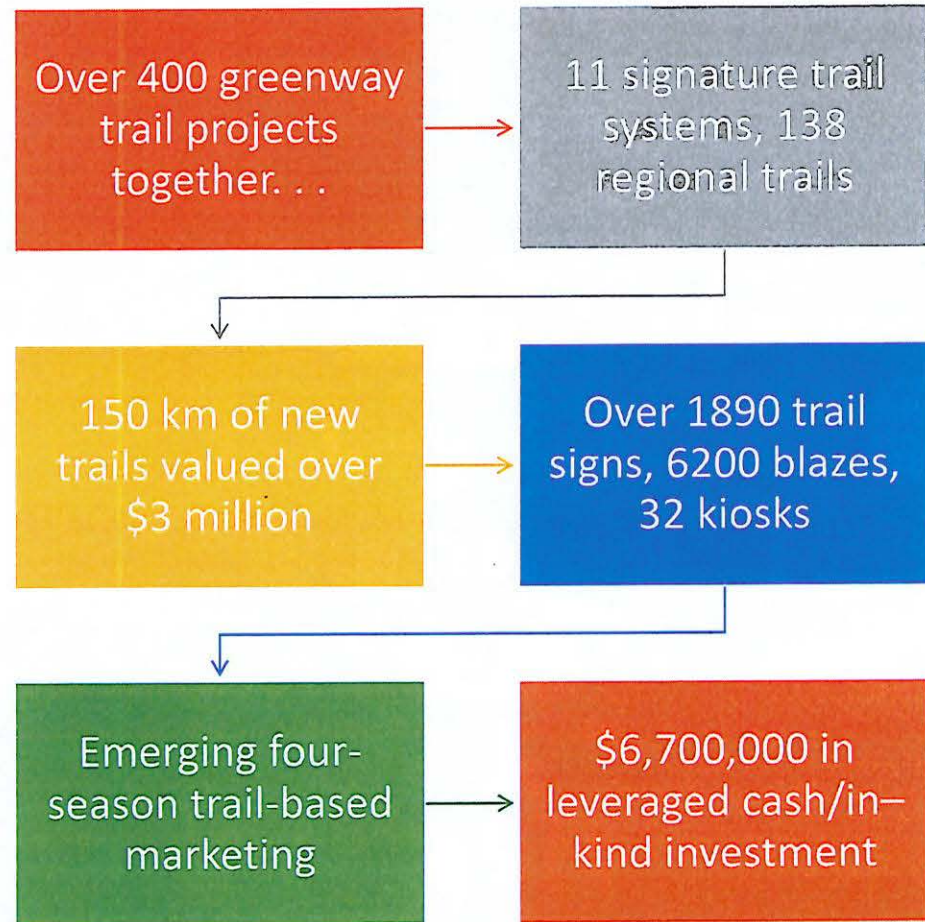 Over 400 greenway
trail projects
together. . .
11 signature trail
systems, 138
regional trails
150 km of new
trails valued over
$3 million
Over 1890 trail
signs, 6200 blazes,
32 kiosks
Emerging four-
season trail-based
marketing
$6,700,000 in
leveraged cash/in–
kind investment